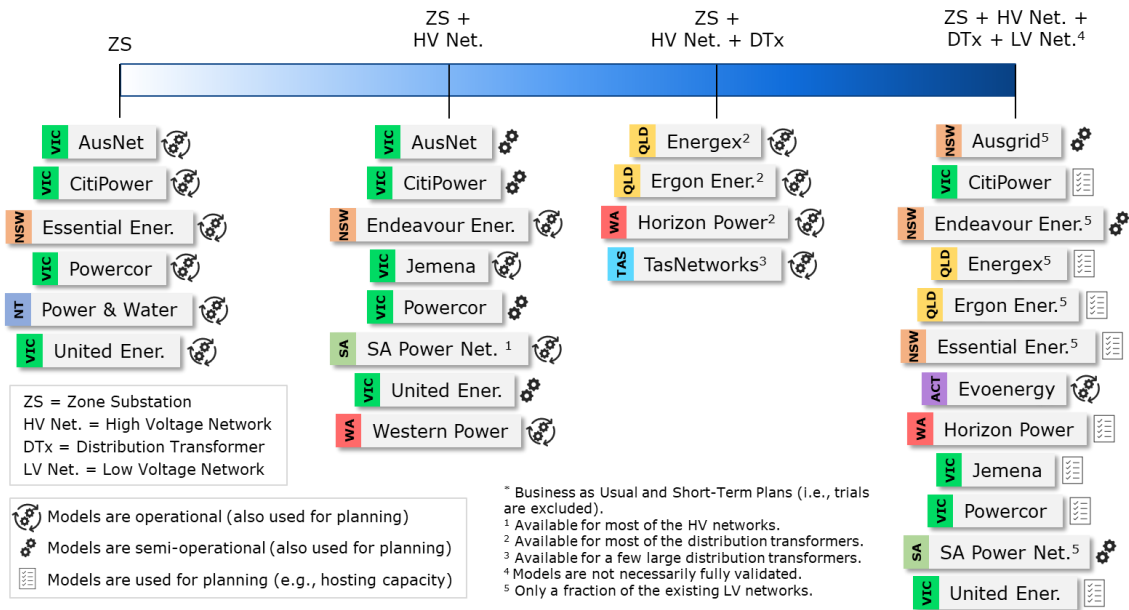 ZS
ZS +
HV Net.
ZS +
HV Net. + DTx
ZS + HV Net. +
DTx + LV Net.⁴
VIC AusNet
VIC CitiPower
NSW Essential Ener.
VIC Powercor
NT Power & Water
VIC United Ener.
VIC AusNet
VIC CitiPower
NSW Endeavour Ener.
VIC Jemena
VIC Powercor
SA SA Power Net. ¹
VIC United Ener.
WA Western Power
QLD Energex²
QLD Ergon Ener.²
WA Horizon Power²
TAS TasNetworks³
NSW Ausgrid⁵
VIC CitiPower
NSW Endeavour Ener.⁵
QLD Energex⁵
QLD Ergon Ener.⁵
NSW Essential Ener.⁵
ACT Evoenergy
WA Horizon Power
VIC Jemena
VIC Powercor
SA SA Power Net.⁵
VIC United Ener.
ZS = Zone Substation
HV Net. = High Voltage Network
DTx = Distribution Transformer
LV Net. = Low Voltage Network
Models are operational (also used for planning)
Models are semi-operational (also used for planning)
Models are used for planning (e.g., hosting capacity)
* Business as Usual and Short-Term Plans (i.e., trials
are excluded).
¹ Available for most of the HV networks.
² Available for most of the distribution transformers.
³ Available for a few large distribution transformers.
⁴ Models are not necessarily fully validated.
⁵ Only a fraction of the existing LV networks.